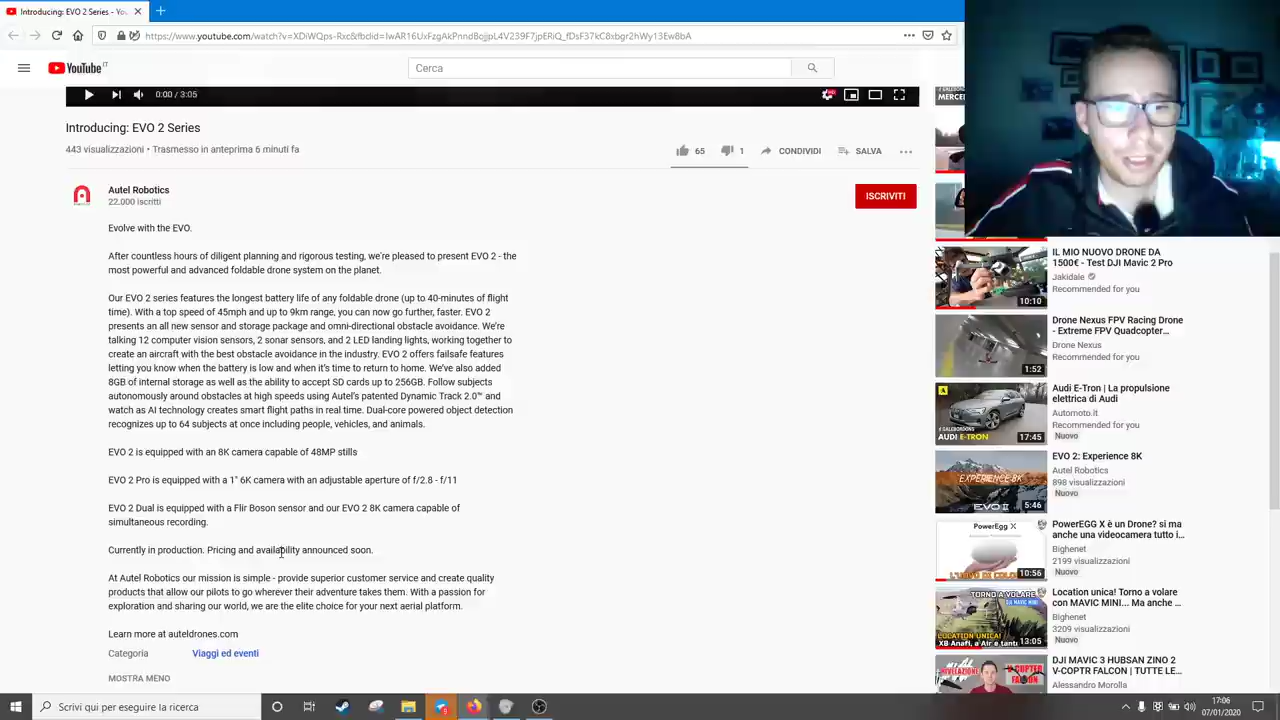 Introducing: EVO 2 Series - Yo
https://www.youtube.com/watch?v=XDiWQps-Rxc&fbclid=IwAR16UxFzgAkPnndBqjpL4V239F7jpERiQ_fDsF37kC8xbgr2hWy13Ew8bA
YouTube IT
Cerca
0:00 / 3:05
Introducing: EVO 2 Series
443 visualizzazioni • Trasmesso in anteprima 6 minuti fa
65
1
CONDIVIDI
SALVA
Autel Robotics
22.000 iscritti
ISCRIVITI
Evolve with the EVO.
After countless hours of diligent planning and rigorous testing, we're pleased to present EVO 2 - the
most powerful and advanced foldable drone system on the planet.
Our EVO 2 series features the longest battery life of any foldable drone (up to 40-minutes of flight
time). With a top speed of 45mph and up to 9km range, you can now go further, faster. EVO 2
presents an all new sensor and storage package and omni-directional obstacle avoidance. We're
talking 12 computer vision sensors, 2 sonar sensors, and 2 LED landing lights, working together to
create an aircraft with the best obstacle avoidance in the industry. EVO 2 offers failsafe features
letting you know when the battery is low and when it's time to return to home. We've also added
8GB of internal storage as well as the ability to accept SD cards up to 256GB. Follow subjects
autonomously around obstacles at high speeds using Autel's patented Dynamic Track 2.0™ and
watch as AI technology creates smart flight paths in real time. Dual-core powered object detection
recognizes up to 64 subjects at once including people, vehicles, and animals.
EVO 2 is equipped with an 8K camera capable of 48MP stills
EVO 2 Pro is equipped with a 1" 6K camera with an adjustable aperture of f/2.8 - f/11
EVO 2 Dual is equipped with a Flir Boson sensor and our EVO 2 8K camera capable of
simultaneous recording.
Currently in production. Pricing and availability announced soon.
At Autel Robotics our mission is simple - provide superior customer service and create quality
products that allow our pilots to go wherever their adventure takes them. With a passion for
exploration and sharing our world, we are the elite choice for your next aerial platform.
Learn more at auteldrones.com
Categoria
Viaggi ed eventi
MOSTRA MENO
MERCE
IL MIO NUOVO DRONE DA
1500€ - Test DJI Mavic 2 Pro
Jakidale
Recommended for you
10:10
Drone Nexus FPV Racing Drone
- Extreme FPV Quadcopter...
Drone Nexus
Recommended for you
1:52
Audi E-Tron | La propulsione
elettrica di Audi
Automoto.it
Recommended for you
Nuovo
AUDI E-TRON
17:45
EVO 2: Experience 8K
Autel Robotics
898 visualizzazioni
Nuovo
EXPERIENCE 8K
EVO II
5:46
PowerEgg X
PowerEGG X è un Drone? si ma
anche una videocamera tutto i...
Bighenet
2199 visualizzazioni
Nuovo
10:56
Location unica! Torno a volare
con MAVIC MINI... Ma anche ...
Bighenet
3209 visualizzazioni
Nuovo
TORNO A VOLARE
LOCATION UNICA!
13:05
DJI MAVIC 3 HUBSAN ZINO 2
V-COPTR FALCON | TUTTE LE...
Alessandro Morolla
Scrivi qui per eseguire la ricerca
17:06
07/01/2020